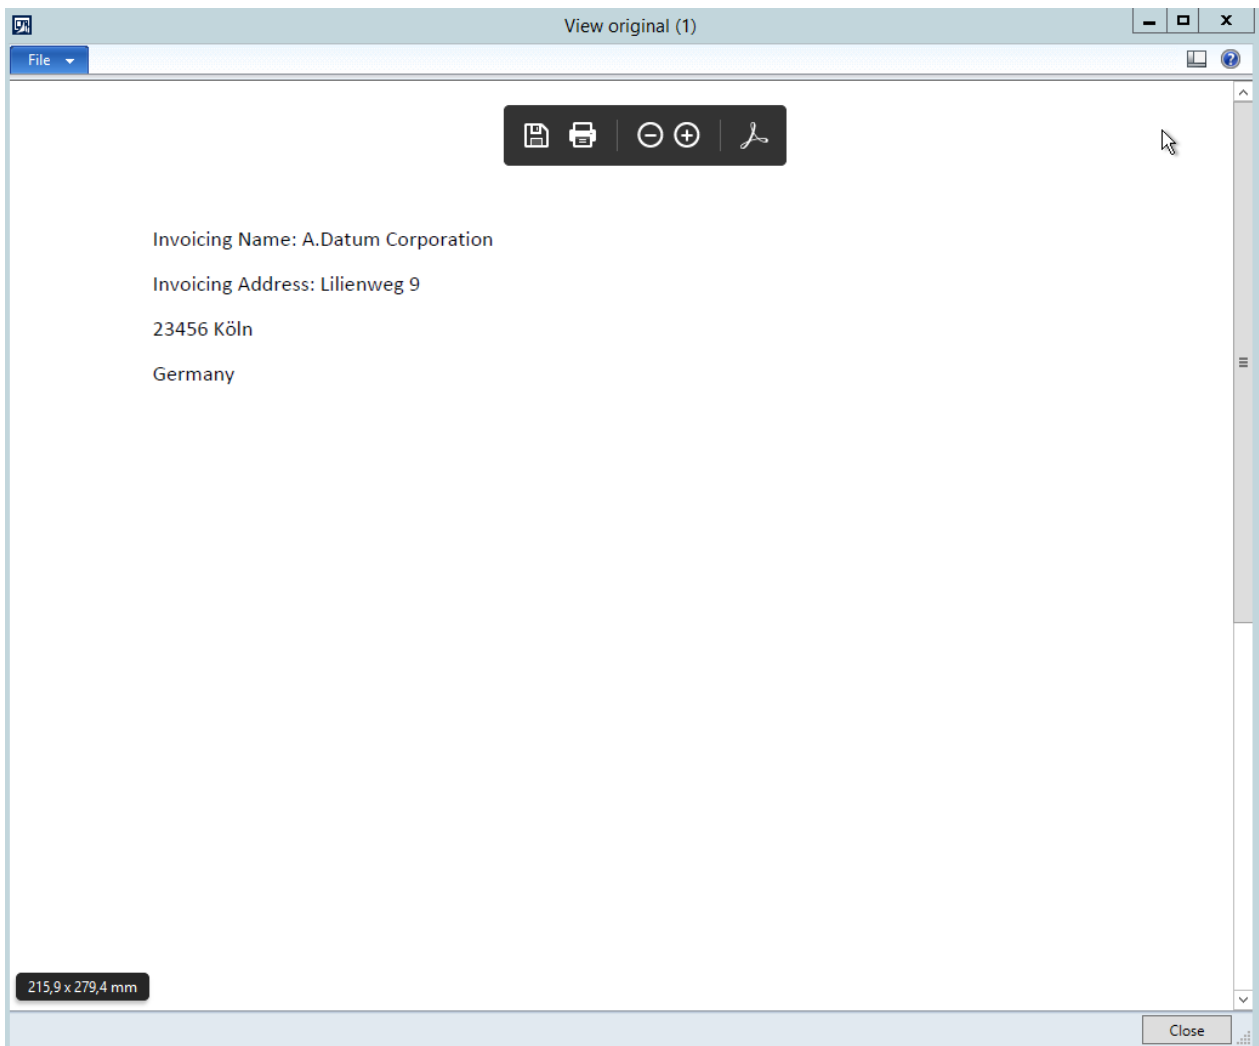 View original (1)
File
Invoicing Name: A.Datum Corporation
Invoicing Address: Lilienweg 9
23456 Köln
Germany
215,9 x 279,4 mm
Close